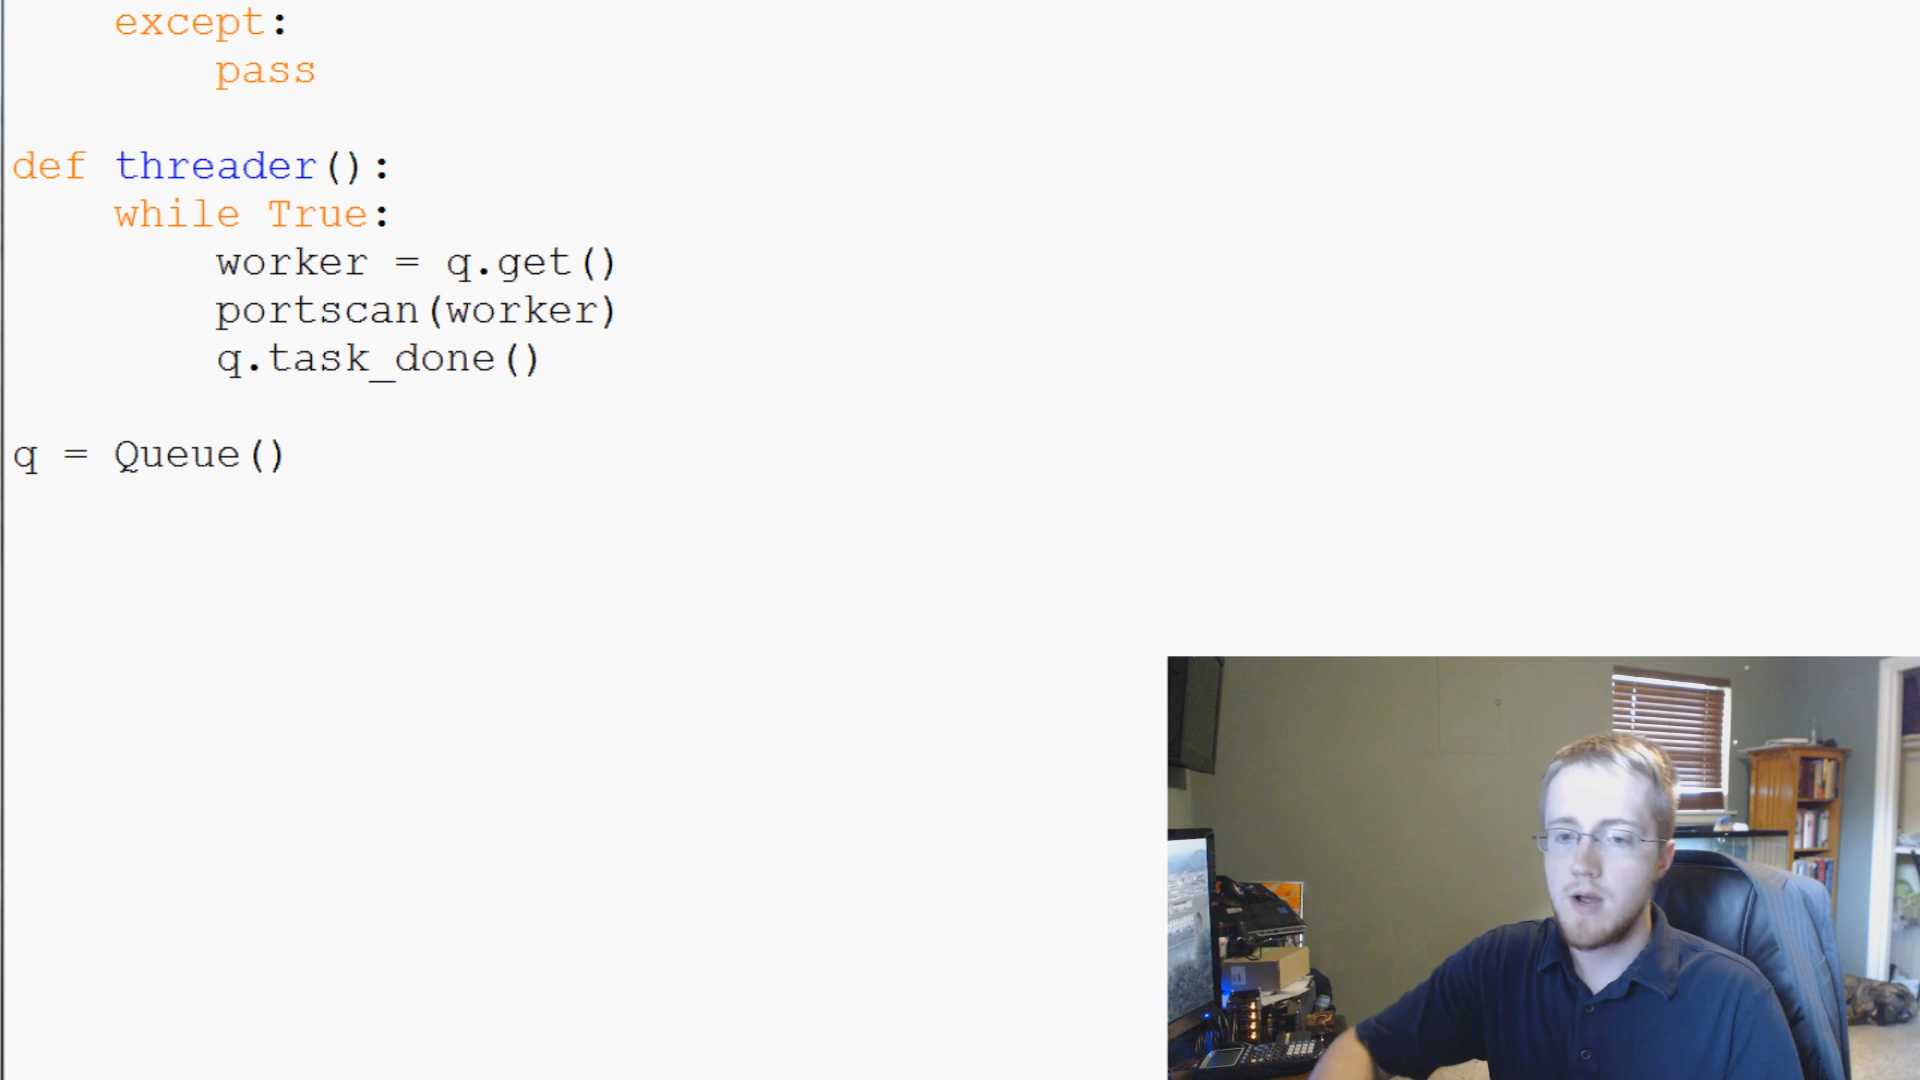 except:
pass
def threader():
while True:
worker = q.get()
portscan(worker)
q.task_done()
q = Queue()